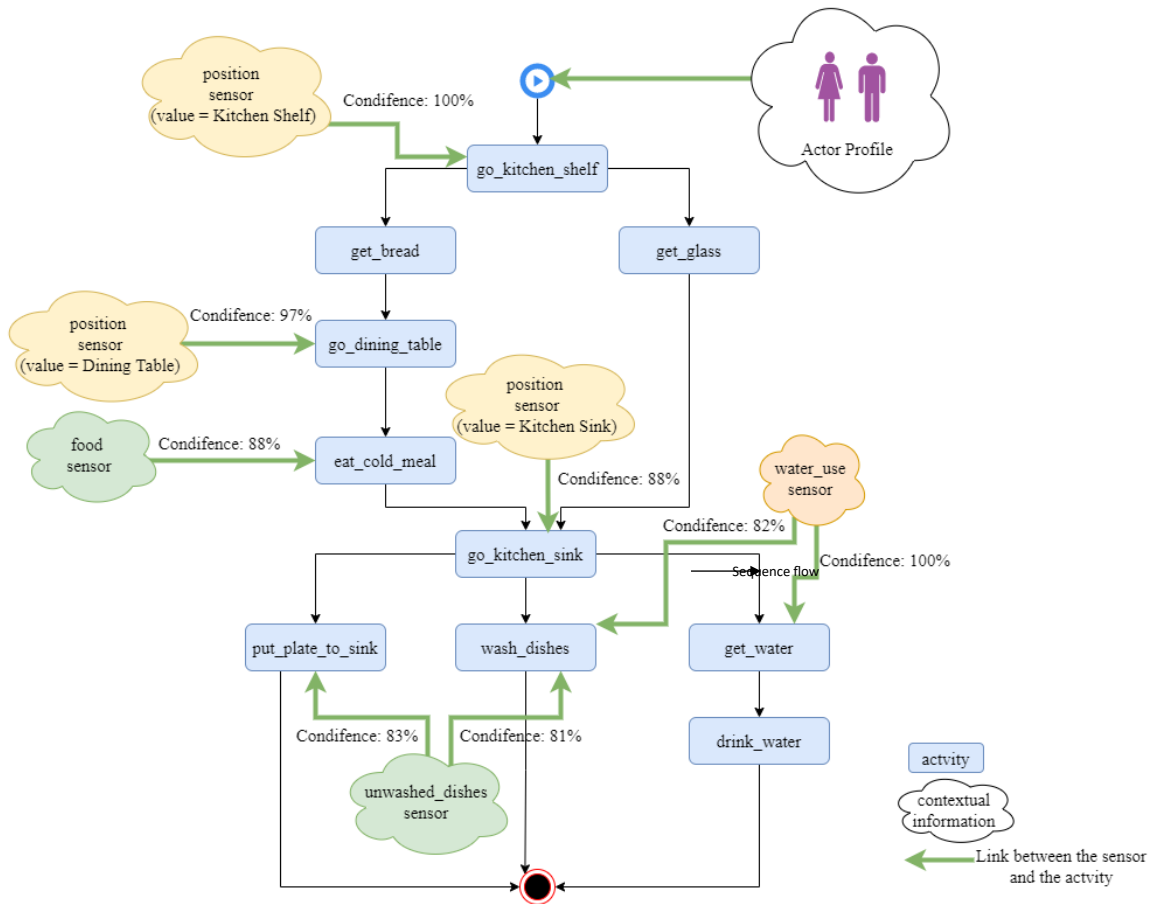 position
sensor
(value = Kitchen Shelf)
Condifence: 100%
Actor Profile
go_kitchen_shelf
get_bread
get_glass
position
sensor
(value = Dining Table)
Condifence: 97%
go_dining_table
position
sensor
(value = Kitchen Sink)
food
sensor
Condifence: 88%
eat_cold_meal
Condifence: 88%
water_use
sensor
Condifence: 82%
go_kitchen_sink
Sequence flow
Condifence: 100%
put_plate_to_sink
wash_dishes
get_water
Condifence: 83%
Condifence: 81%
drink_water
unwashed_dishes
sensor
actvity
contextual
information
Link between the sensor
and the actvity